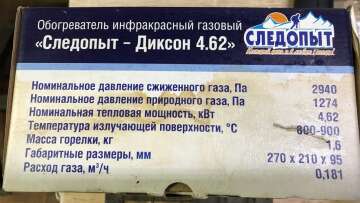 Обогреватель инфракрасный газовый
«Следопыт – Диксон 4.62»
СЛЕДОПЫТ
Номинальное давление сжиженного газа, Па 2940
Номинальное давление природного газа, Па 1274
Номинальная тепловая мощность, кВт 4,62
Температура излучающей поверхности, °С 800-900
Масса горелки, кг 1.6
Габаритные размеры, мм 270 x 210 x 95
Расход газа, м³/ч 0,181